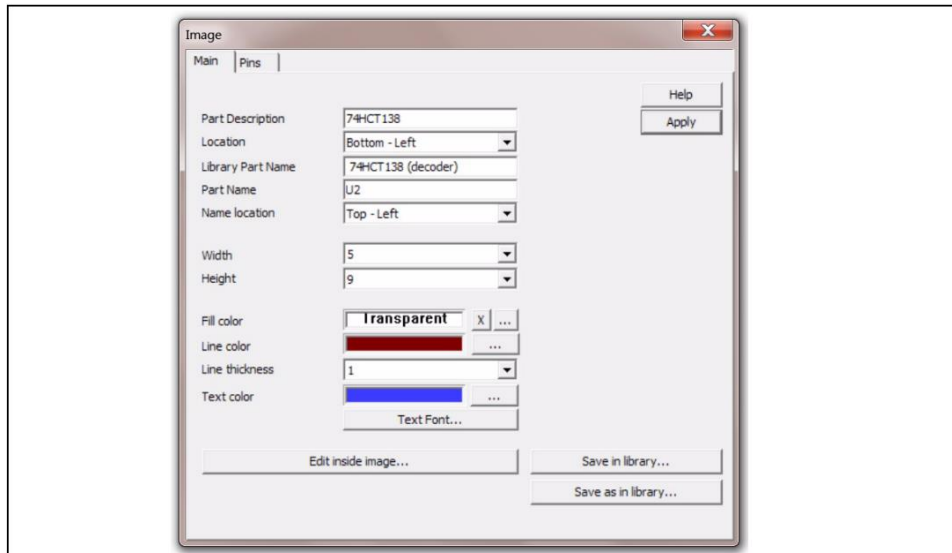 Image
Main Pins
Help
Part Description 74HCT138 Apply
Location Bottom - Left
Library Part Name 74HCT138 (decoder)
Part Name U2
Name location Top - Left
Width 5
Height 9
Fill color Transparent X ...
Line color ...
Line thickness 1
Text color ...
Text Font...
Edit inside image... Save in library...
Save as in library...